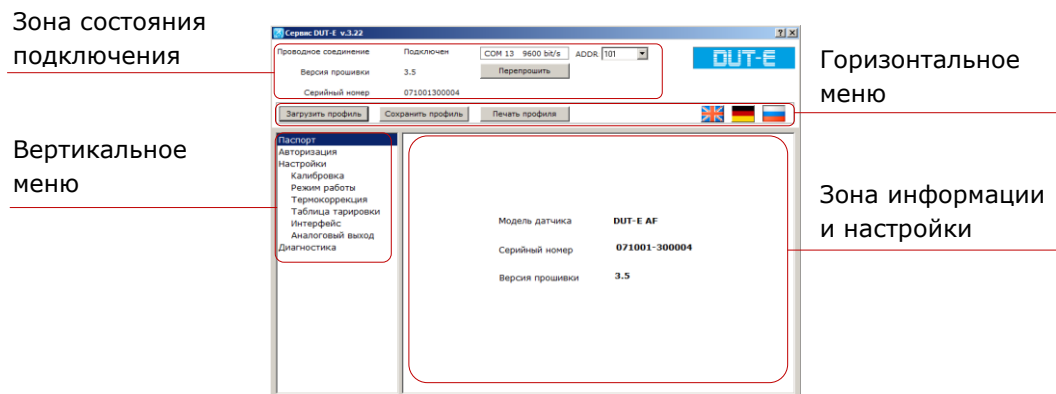 Зона состояния
подключения
Вертикальное
меню
Сервис DUT-E v.3.22
Проводное соединение Подключен COM 13 9600 bit/s ADDR 101
Версия прошивки 3.5 Перепрошить
Серийный номер 071001300004
DUT-E
Загрузить профиль Сохранить профиль Печать профиля
Паспорт
Авторизация
Настройки
Калибровка
Режим работы
Термокоррекция
Таблица тарировки
Интерфейс
Аналоговый выход
Диагностика
Модель датчика DUT-E AF
Серийный номер 071001-300004
Версия прошивки 3.5
Горизонтальное
меню
Зона информации
и настройки